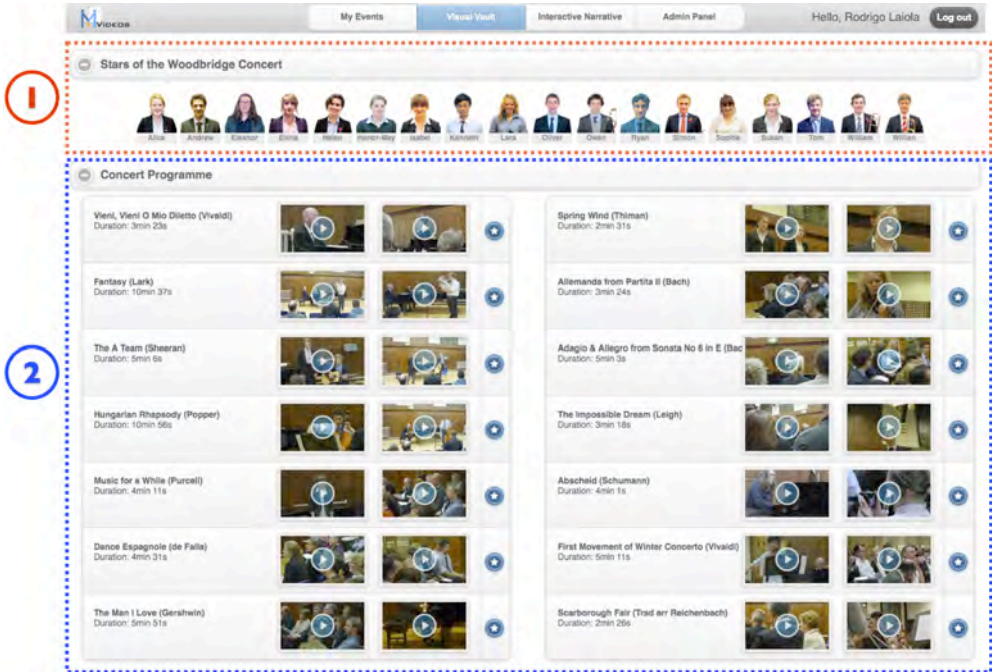 Videos
My Events
Visual Vault
Interactive Narrative
Admin Panel
Hello, Rodrigo Laiola
Log out
1
Stars of the Woodbridge Concert
Alice
Andrew
Eleanor
Elena
Helen
Honor-May
Isabel
Kenneth
Lara
Oliver
Owen
Ryan
Simon
Sophie
Susan
Tom
William
William
2
Concert Programme
Vieni, Vieni O Mio Diletto (Vivaldi)
Duration: 3min 23s
Spring Wind (Thiman)
Duration: 2min 31s
Fantasy (Lark)
Duration: 10min 37s
Allemanda from Partita II (Bach)
Duration: 3min 24s
The A Team (Sheeran)
Duration: 5min 6s
Adagio & Allegro from Sonata No 6 in E (Bac
Duration: 5min 3s
Hungarian Rhapsody (Popper)
Duration: 10min 56s
The Impossible Dream (Leigh)
Duration: 3min 18s
Music for a While (Purcell)
Duration: 4min 11s
Abscheid (Schumann)
Duration: 4min 1s
Dance Espagnole (de Falla)
Duration: 4min 31s
First Movement of Winter Concerto (Vivaldi)
Duration: 5min 11s
The Man I Love (Gershwin)
Duration: 5min 51s
Scarborough Fair (Trad arr Reichenbach)
Duration: 2min 26s